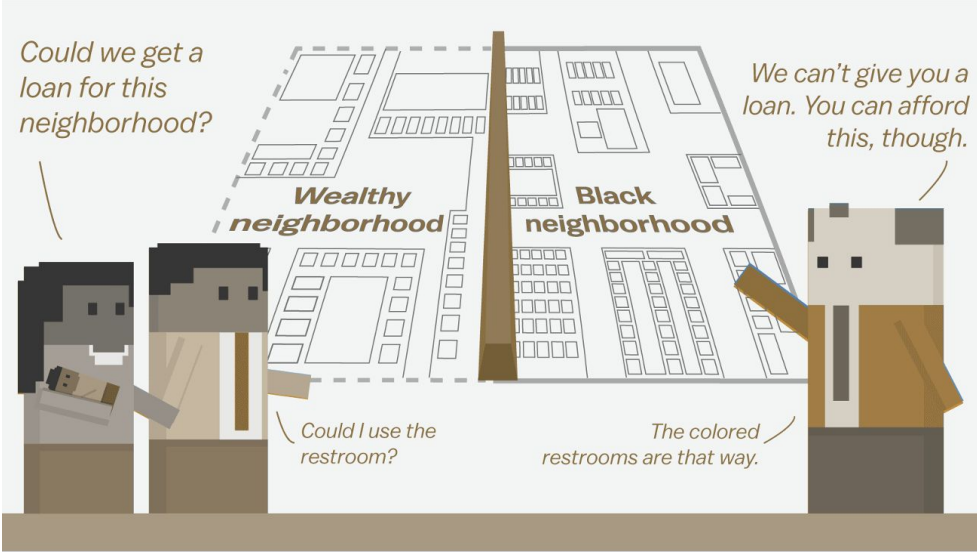 Could we get a
loan for this
neighborhood?
We can't give you a
loan. You can afford
this, though.
Wealthy
neighborhood
Black
neighborhood
Could I use the
restroom?
The colored
restrooms are that way.